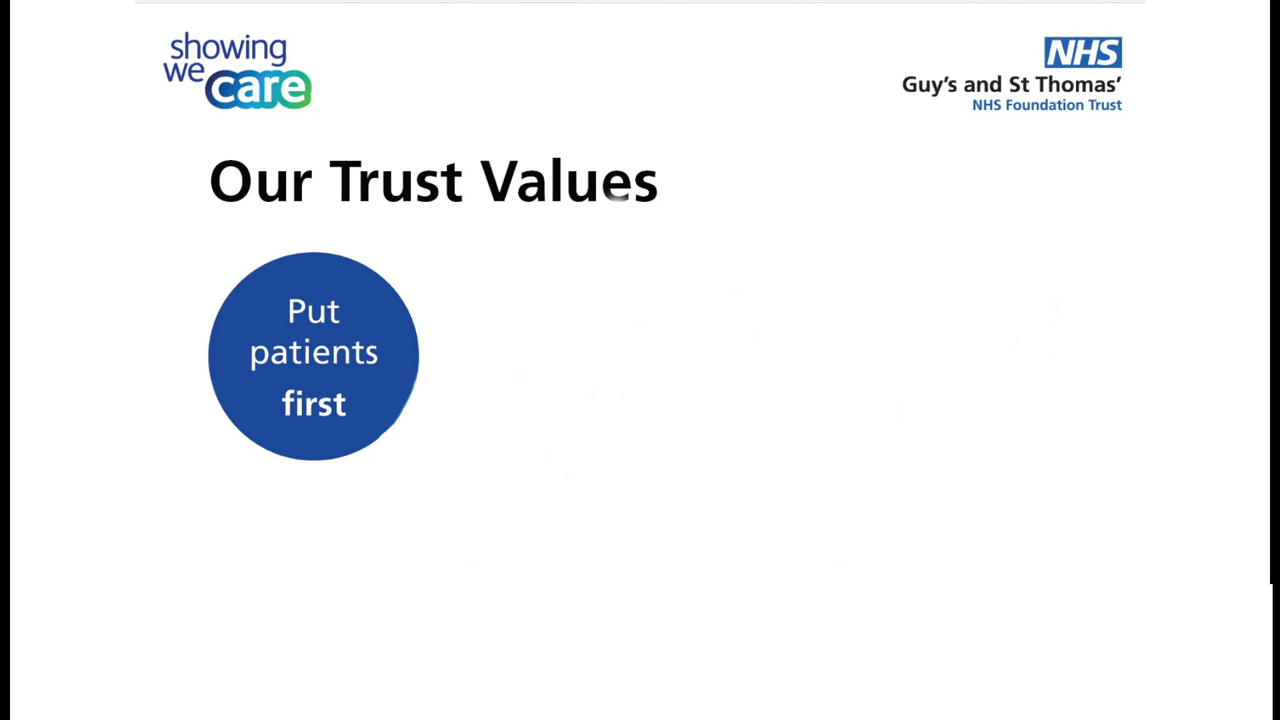 showing
we care
NHS
Guy's and St Thomas'
NHS Foundation Trust
Our Trust Values
Put
patients
first